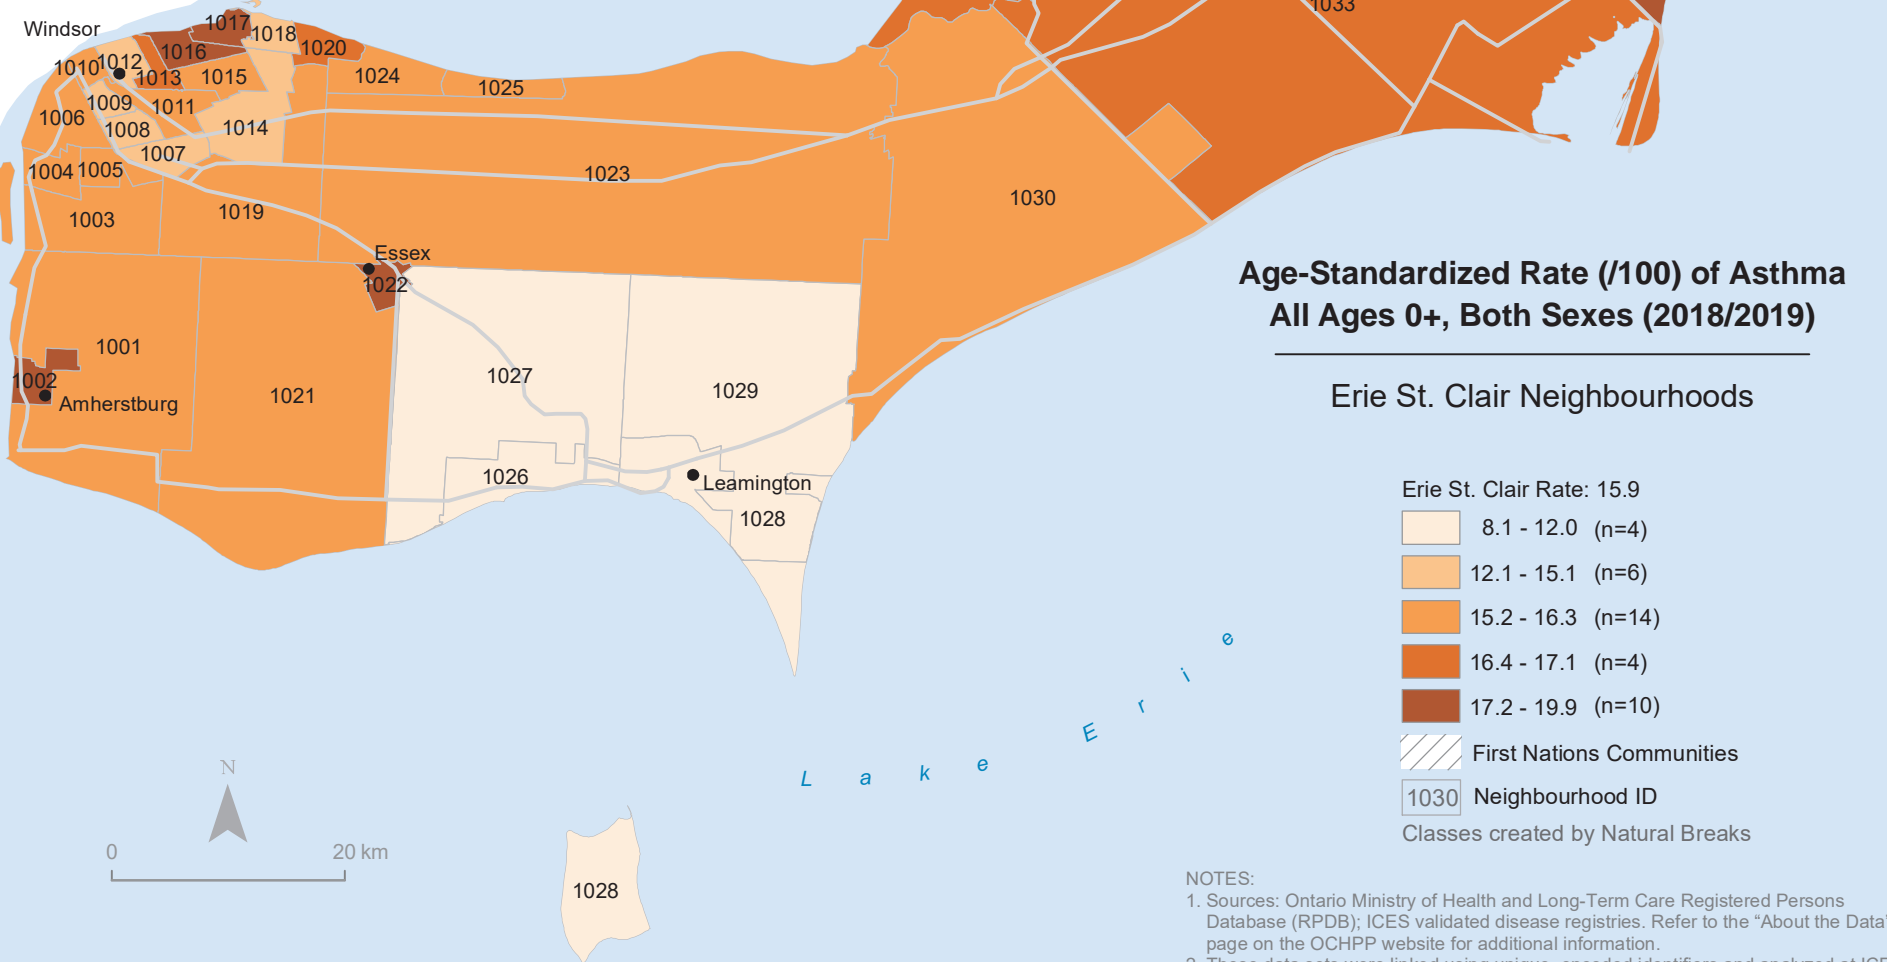 1033
Windsor
1017
1018
1016
1020
1010
1012
1013
1015
1024
1025
1009
1011
1006
1008
1014
1007
1004
1005
1023
1030
1003
1019
Essex
1022
1001
1002
Amherstburg
1021
1027
1029
1026
Leamington
1028
Lake Erie
1028
N
0 20 km
Age-Standardized Rate (/100) of Asthma
All Ages 0+, Both Sexes (2018/2019)
Erie St. Clair Neighbourhoods
Erie St. Clair Rate: 15.9
8.1 - 12.0 (n=4)
12.1 - 15.1 (n=6)
15.2 - 16.3 (n=14)
16.4 - 17.1 (n=4)
17.2 - 19.9 (n=10)
First Nations Communities
1030 Neighbourhood ID
Classes created by Natural Breaks
NOTES:
1. Sources: Ontario Ministry of Health and Long-Term Care Registered Persons
Database (RPDB); ICES validated disease registries. Refer to the “About the Data”
page on the OCHPP website for additional information.